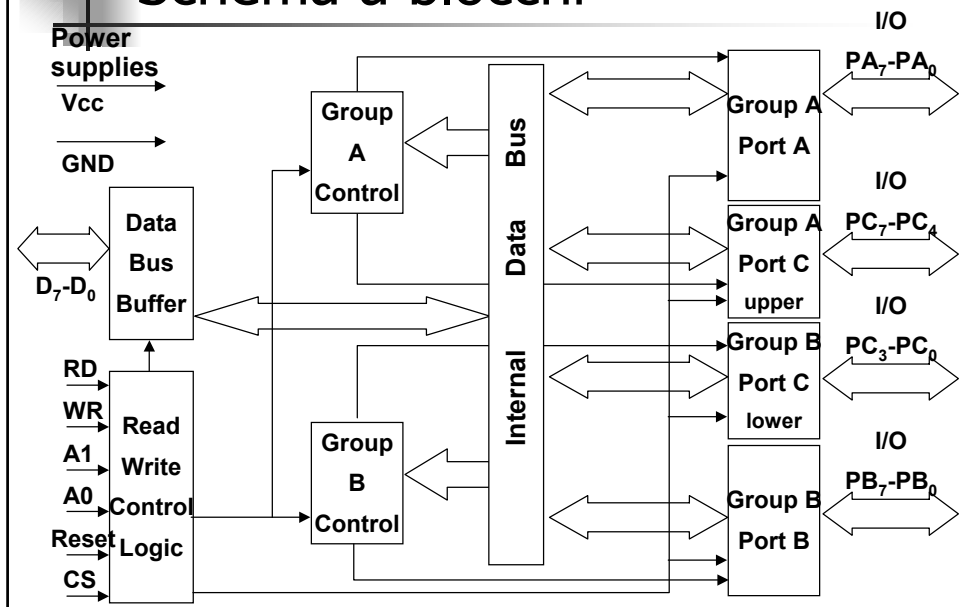 Schema a blocchi
Power
supplies
Vcc
GND
Data
Bus
Buffer
D7-D0
RD
WR
A1
A0
Reset
CS
Read
Write
Control
Logic
Group
A
Control
Group
B
Control
Internal Data Bus
Group A
Port A
Group A
Port C
upper
Group B
Port C
lower
Group B
Port B
I/O
PA7-PA0
I/O
PC7-PC4
I/O
PC3-PC0
I/O
PB7-PB0